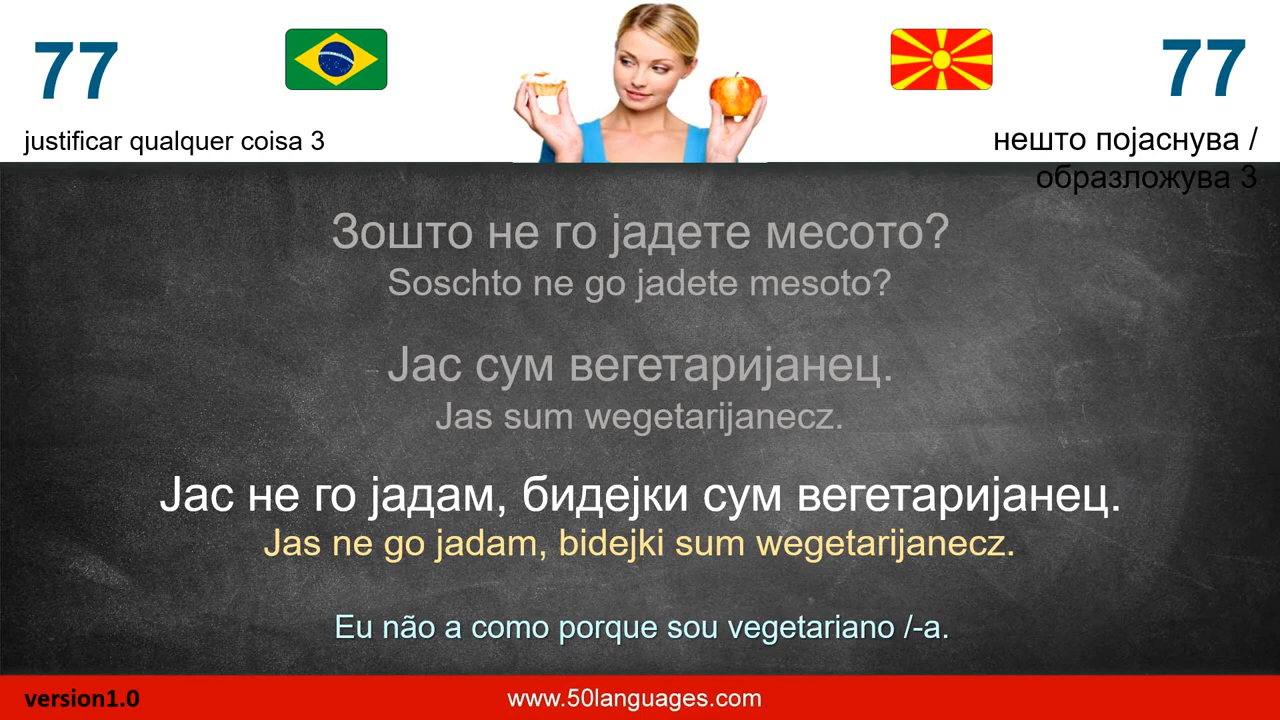 77
77
justificar qualquer coisa 3
нешто појаснува /
образложува 3
Зошто не го јадете месото?
Soschto ne go jadete mesoto?
Јас сум вегетаријанец.
Jas sum wegetarijanecz.
Јас не го јадам, бидејки сум вегетаријанец.
Jas ne go jadam, bidejki sum wegetarijanecz.
Eu não a como porque sou vegetariano /-a.
version1.0
www.50languages.com